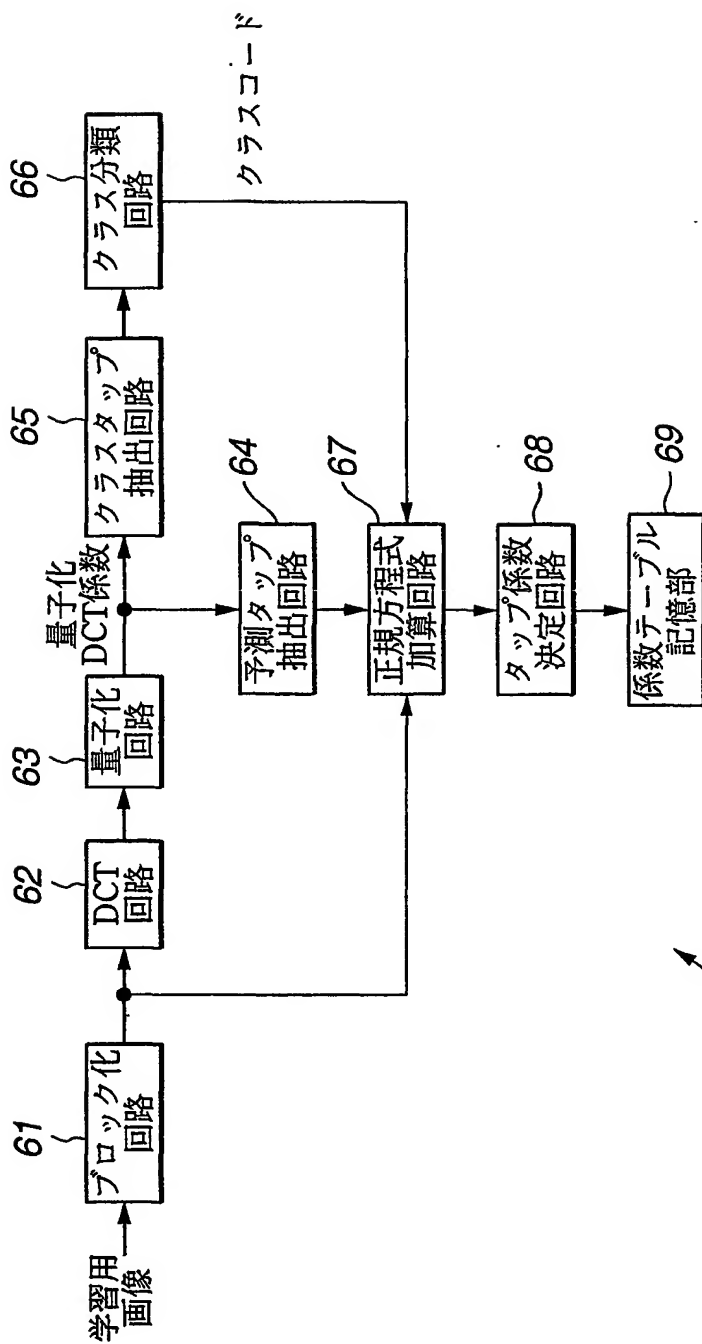 学習用
画像
61
ブロック化
回路
62
DCT
回路
63
量子化
回路
量子化
DCT係数
65
クラスタップ
抽出回路
66
クラス分類
回路
クラスコード
64
予測タップ
抽出回路
67
正規方程式
加算回路
68
タップ係数
決定回路
69
係数テーブル
記憶部